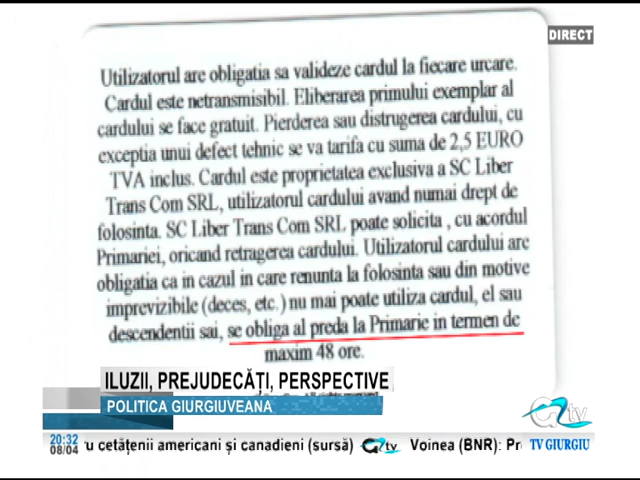 DIRECT
Utilizatorul are obligatia sa valideze cardul la fiecare urcare.
Cardul este netransmisibil. Eliberarea primului exemplar al
cardului se face gratuit. Pierderea sau distrugerea cardului, cu
exceptia unui defect tehnic se va tarifa cu suma de 2,5 EURO
TVA inclus. Cardul este proprietatea exclusiva a SC Liber
Trans Com SRL, utilizatorul cardului avand numai drept de
folosinta. SC Liber Trans Com SRL poate solicita , cu acordul
Primariei, oricand retragerea cardului. Utilizatorul cardului are
obligatia ca in cazul in care renunta la folosinta sau din motive
imprevizibile (deces, etc.) nu mai poate utiliza cardul, el sau
descendentii sai, se obliga al preda la Primarie in termen de
maxim 48 ore.
ILUZII, PREJUDECĂȚI, PERSPECTIVE
POLITICA GIURGIUVEANA
tv
20:32
08/04
ru cetățenii americani și canadieni (sursă) tv Voinea (BNR): Pr
TV GIURGIU